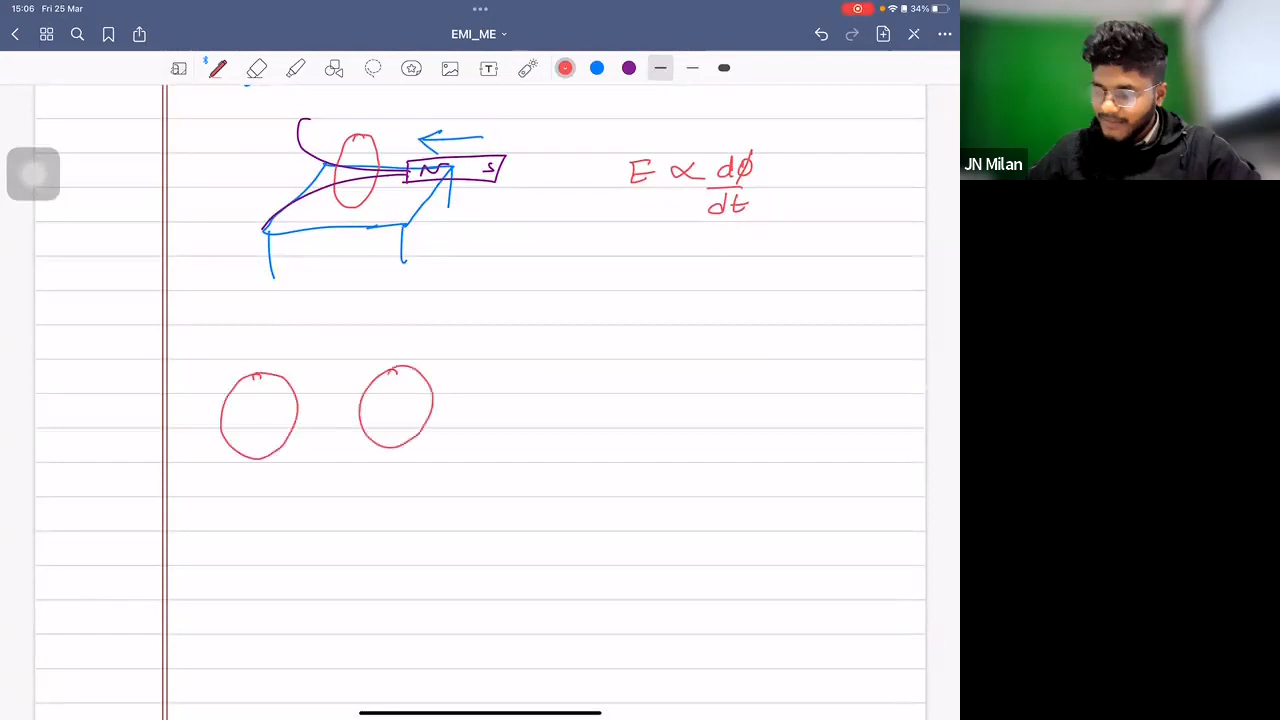 15:06 Fri 25 Mar
34%
EMI_ME
T
JN Milan
N S
E ∝ dϕ
dt